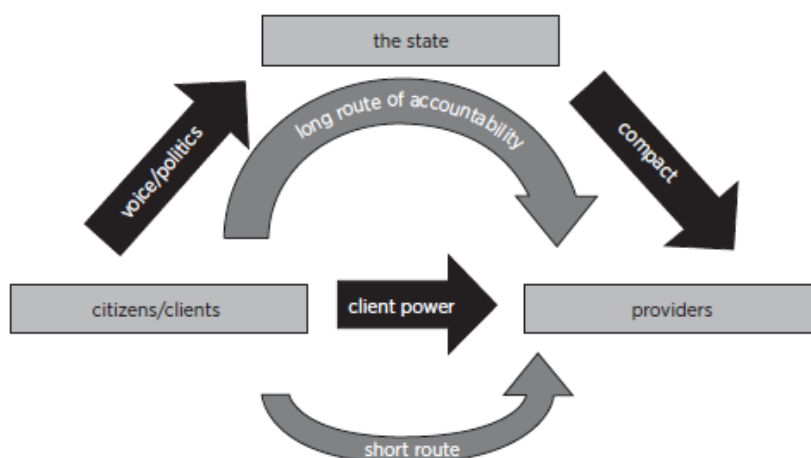 the state
long route of accountability
voice/politics
compact
citizens/clients
client power
providers
short route